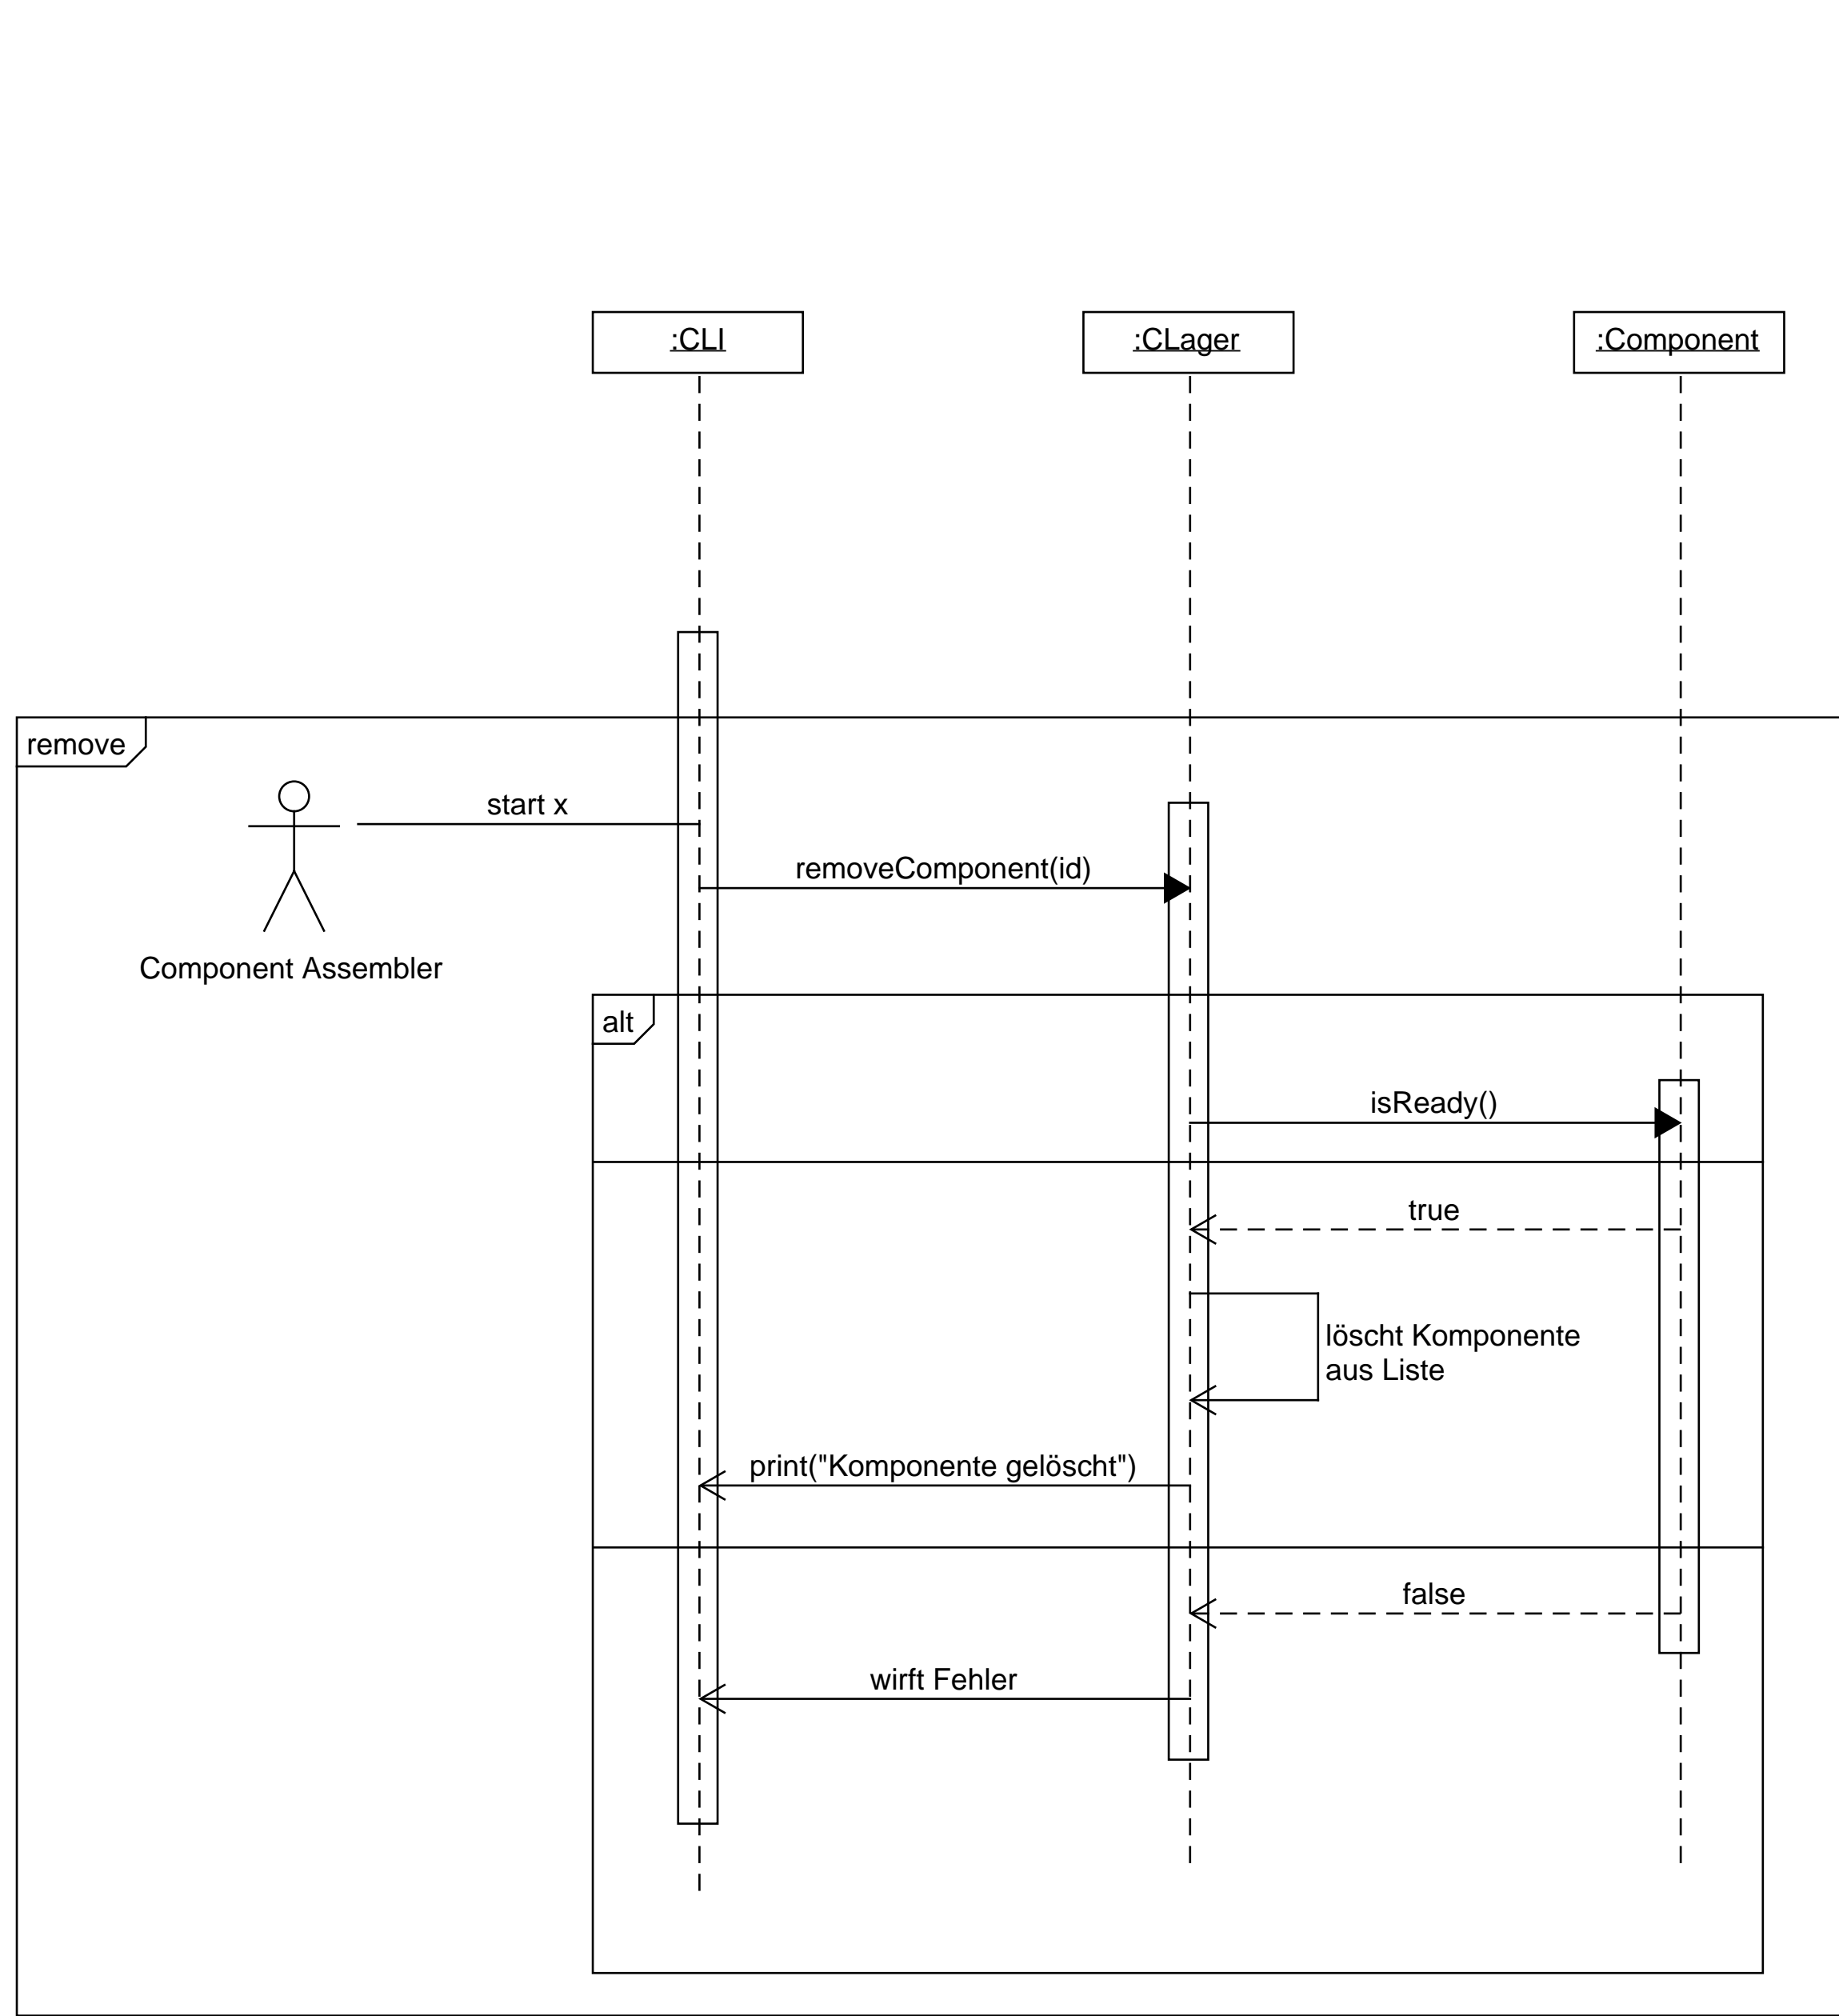 :CLI
:CLager
:Component
remove
start x
removeComponent(id)
Component Assembler
alt
isReady()
true
löscht Komponente
aus Liste
print("Komponente gelöscht")
false
wirft Fehler